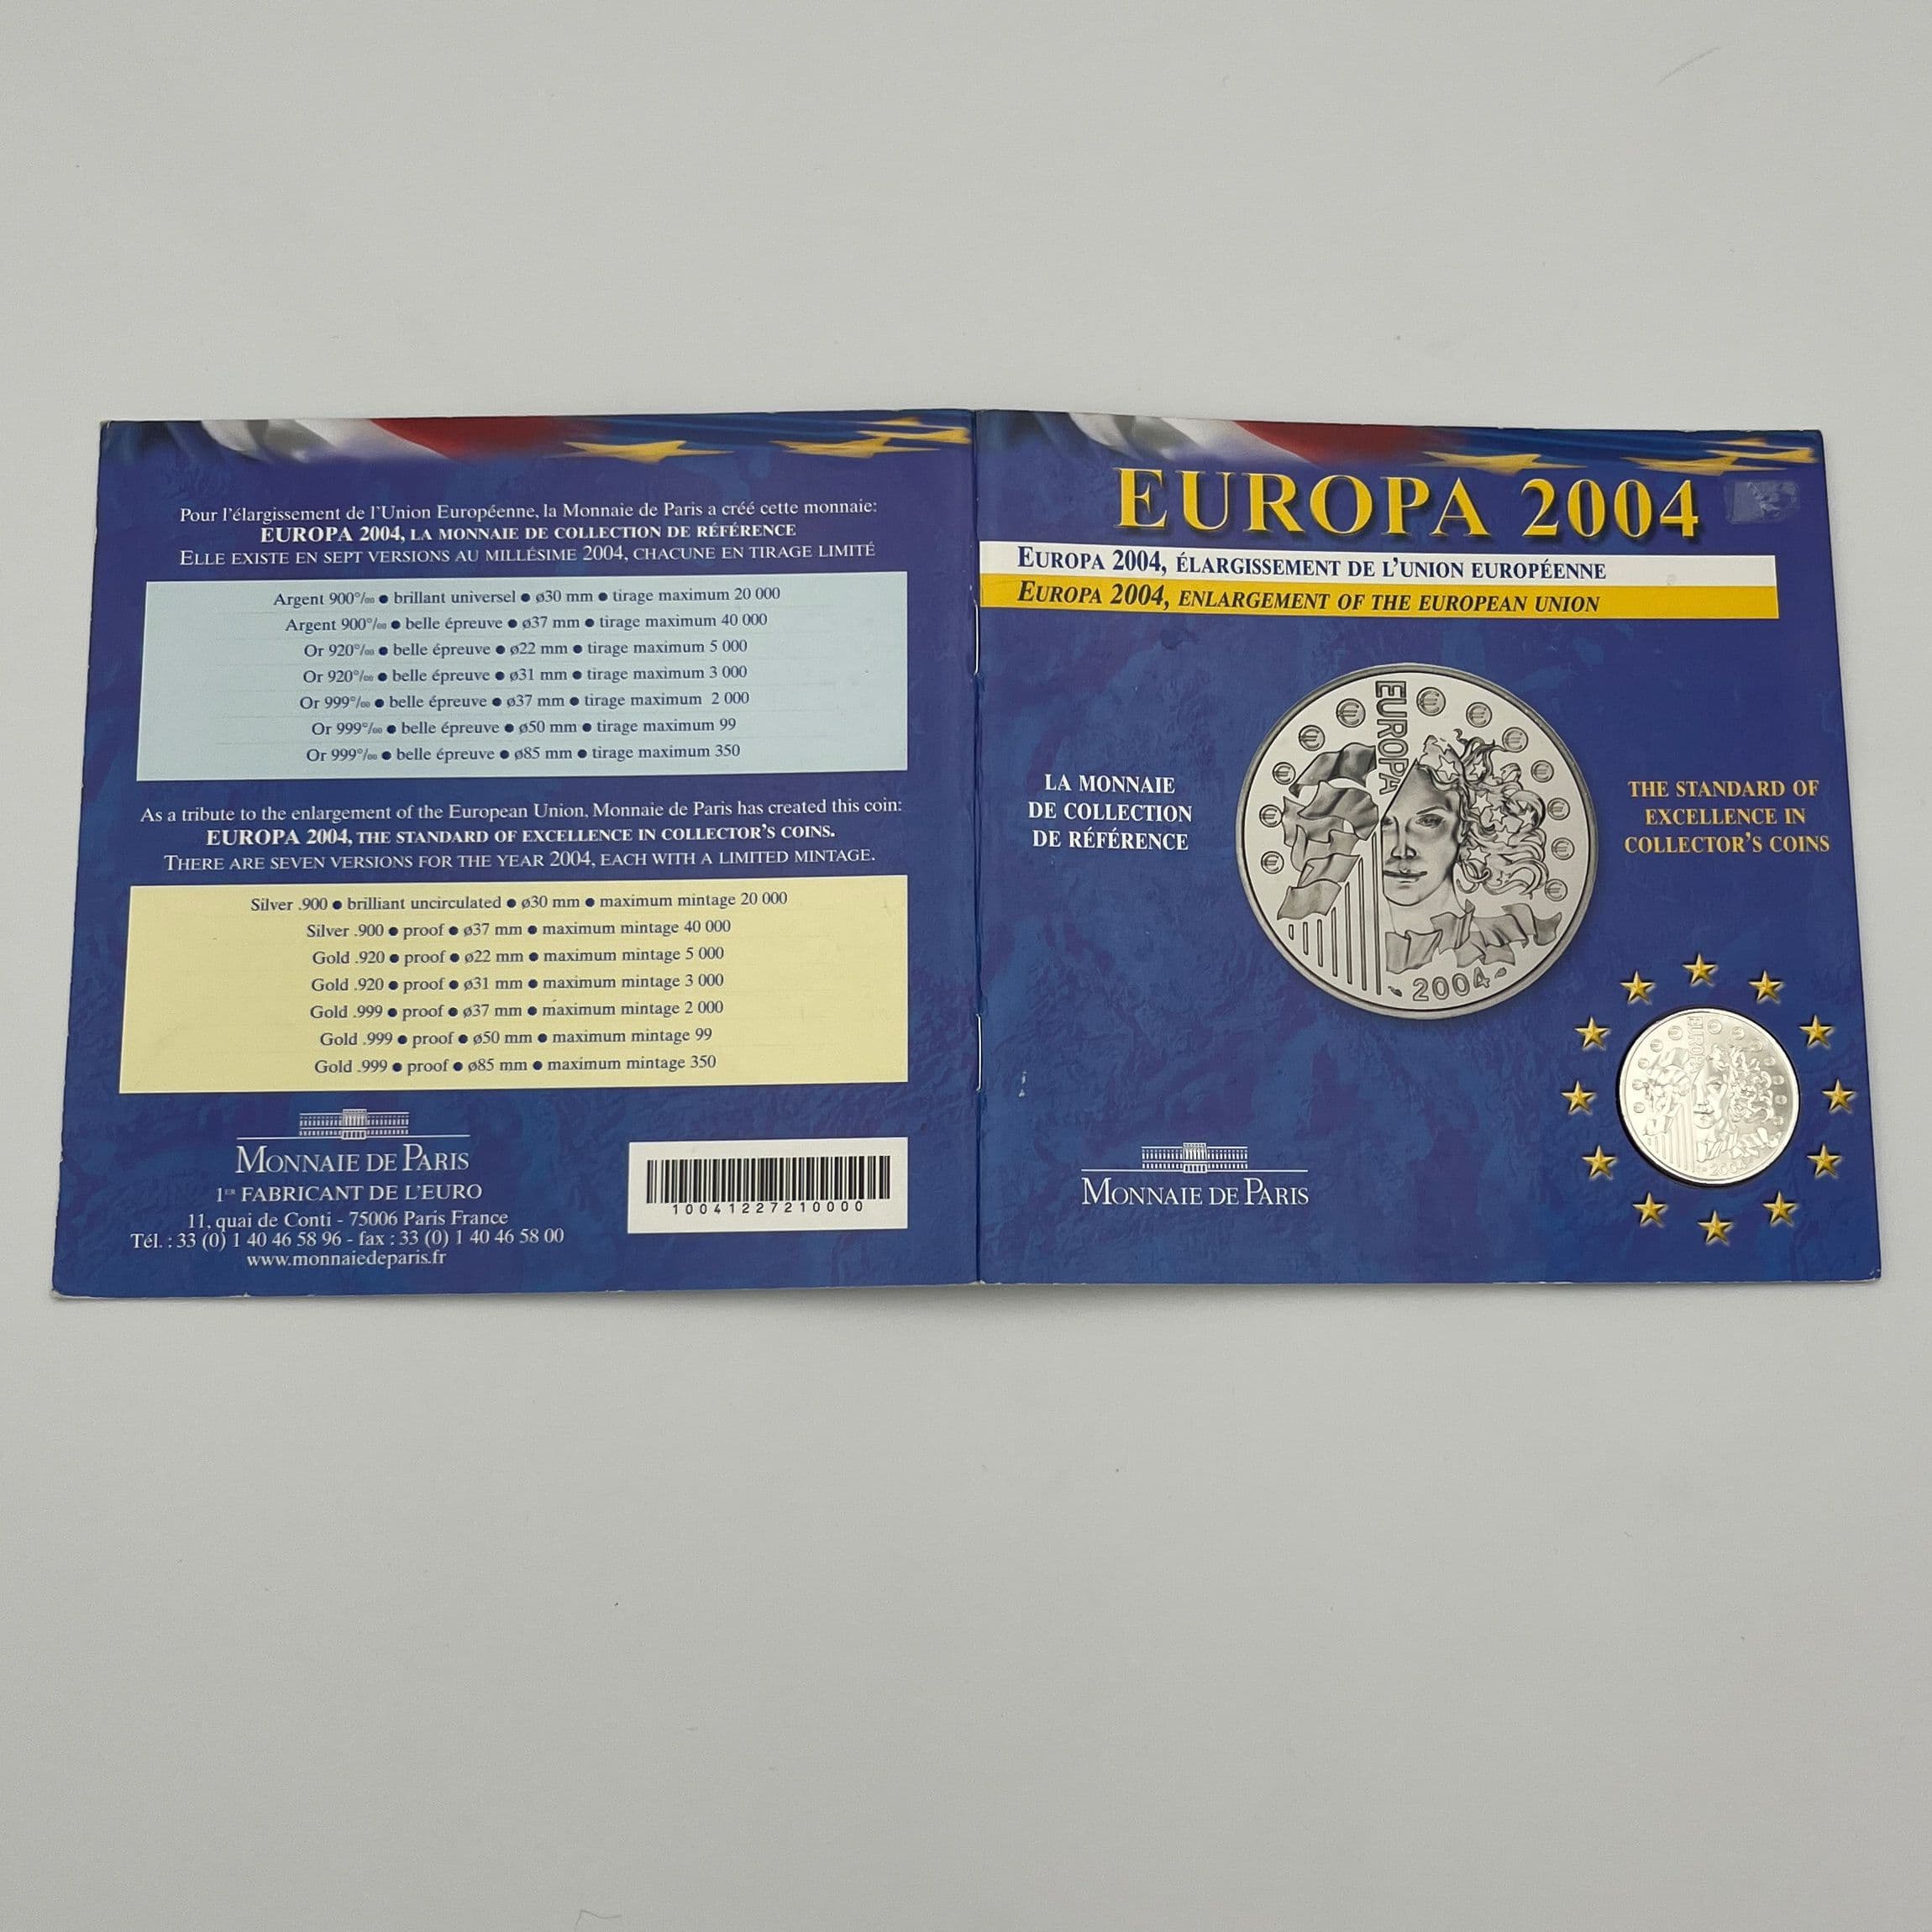 Pour l'élargissement de l'Union Européenne, la Monnaie de Paris a créé cette monnaie:
EUROPA 2004, LA MONNAIE DE COLLECTION DE RÉFÉRENCE
ELLE EXISTE EN SEPT VERSIONS AU MILLÉSIME 2004, CHACUNE EN TIRAGE LIMITÉ
Argent 900°/₀₀ ● brillant universel ● ø30 mm ● tirage maximum 20 000
Argent 900°/₀₀ ● belle épreuve ● ø37 mm ● tirage maximum 40 000
Or 920°/₀₀ ● belle épreuve ● ø22 mm ● tirage maximum 5 000
Or 920°/₀₀ ● belle épreuve ● ø31 mm ● tirage maximum 3 000
Or 999°/₀₀ ● belle épreuve ● ø37 mm ● tirage maximum 2 000
Or 999°/₀₀ ● belle épreuve ● ø50 mm ● tirage maximum 99
Or 999°/₀₀ ● belle épreuve ● ø85 mm ● tirage maximum 350
As a tribute to the enlargement of the European Union, Monnaie de Paris has created this coin:
EUROPA 2004, THE STANDARD OF EXCELLENCE IN COLLECTOR'S COINS.
THERE ARE SEVEN VERSIONS FOR THE YEAR 2004, EACH WITH A LIMITED MINTAGE.
Silver .900 ● brilliant uncirculated ● ø30 mm ● maximum mintage 20 000
Silver .900 ● proof ● ø37 mm ● maximum mintage 40 000
Gold .920 ● proof ● ø22 mm ● maximum mintage 5 000
Gold .920 ● proof ● ø31 mm ● maximum mintage 3 000
Gold .999 ● proof ● ø37 mm ● maximum mintage 2 000
Gold .999 ● proof ● ø50 mm ● maximum mintage 99
Gold .999 ● proof ● ø85 mm ● maximum mintage 350
MONNAIE DE PARIS
1ER FABRICANT DE L'EURO
11, quai de Conti - 75006 Paris France
Tél. : 33 (0) 1 40 46 58 96 - fax : 33 (0) 1 40 46 58 00
www.monnaiedeparis.fr
10041227210000
EUROPA 2004
EUROPA 2004, ÉLARGISSEMENT DE L'UNION EUROPÉENNE
EUROPA 2004, ENLARGEMENT OF THE EUROPEAN UNION
EUROPA
2004
LA MONNAIE
DE COLLECTION
DE RÉFÉRENCE
THE STANDARD OF
EXCELLENCE IN
COLLECTOR'S COINS
MONNAIE DE PARIS
EUROPA
2004